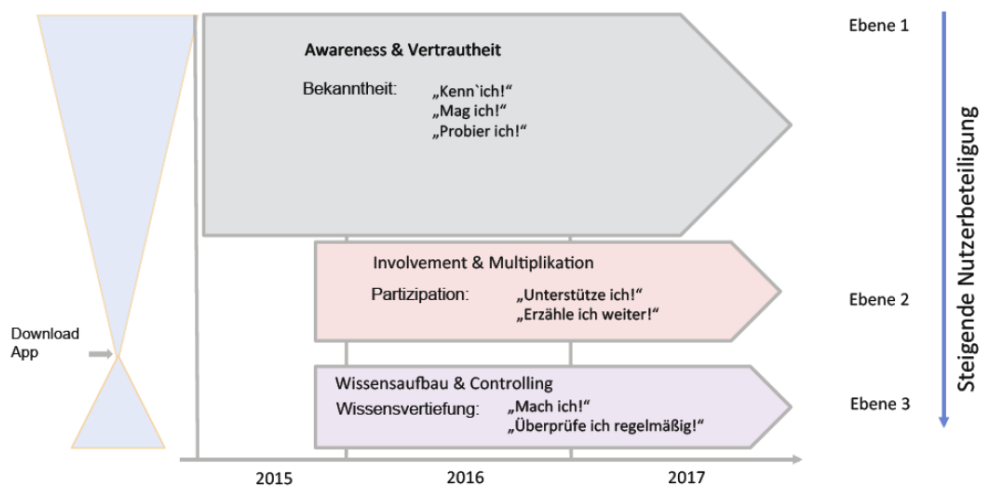 Awareness & Vertrautheit
Bekanntheit: „Kenn`ich!“
„Mag ich!“
„Probier ich!“
Ebene 1
Involvement & Multiplikation
Partizipation: „Unterstütze ich!“
„Erzähle ich weiter!“
Ebene 2
Download
App
Wissensaufbau & Controlling
Wissensvertiefung: „Mach ich!“
„Überprüfe ich regelmäßig!“
Ebene 3
Steigende Nutzerbeteiligung
2015 2016 2017